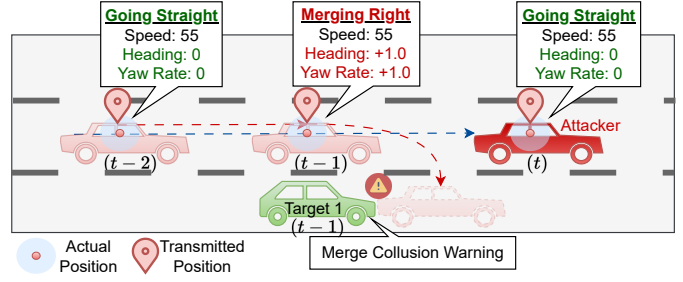 Going Straight
Speed: 55
Heading: 0
Yaw Rate: 0
Merging Right
Speed: 55
Heading: +1.0
Yaw Rate: +1.0
Going Straight
Speed: 55
Heading: 0
Yaw Rate: 0
Attacker
(t − 2)
(t − 1)
(t)
Target 1
(t − 1)
Actual
Position
Transmitted
Position
Merge Collusion Warning